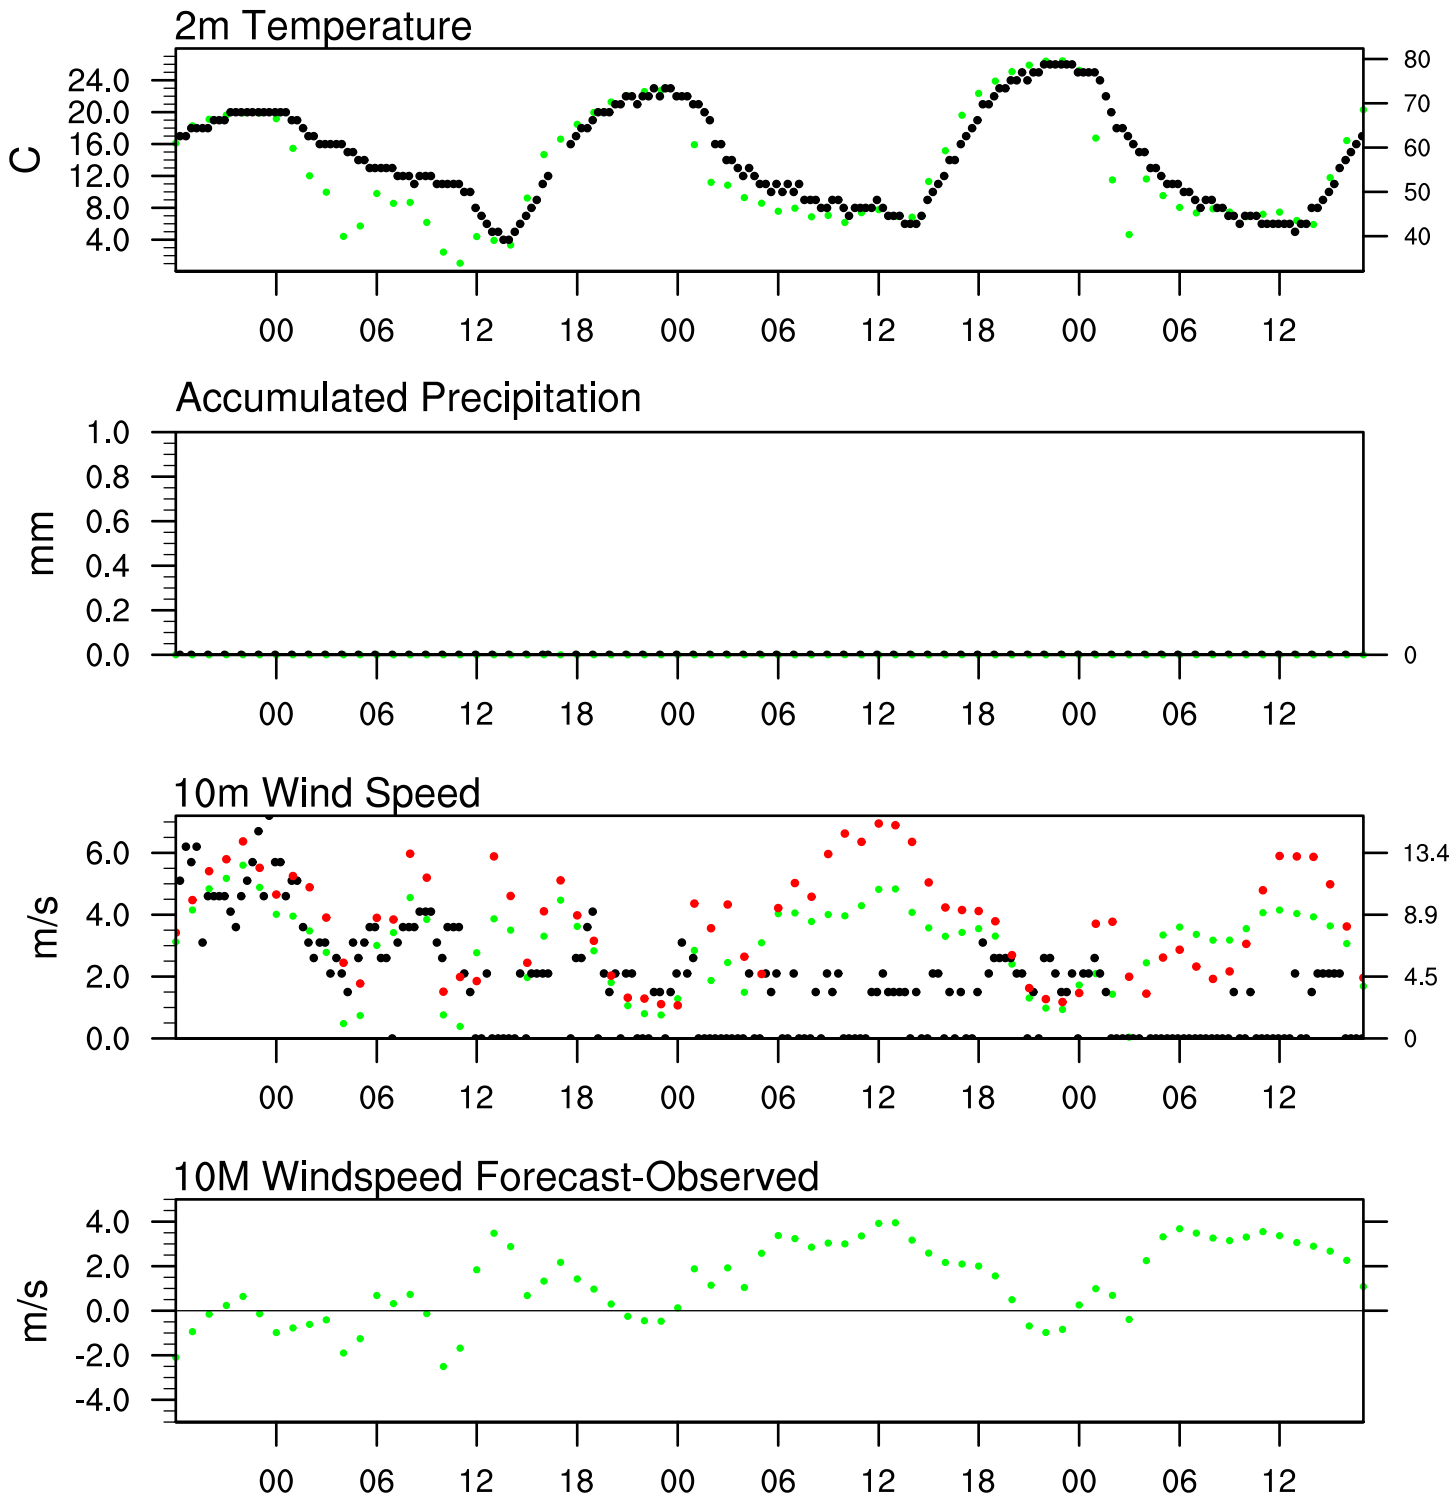 2m Temperature
C
24.0
20.0
16.0
12.0
8.0
4.0
80
70
60
50
40
00 06 12 18 00 06 12 18 00 06 12
Accumulated Precipitation
mm
1.0
0.8
0.6
0.4
0.2
0.0
0
00 06 12 18 00 06 12 18 00 06 12
10m Wind Speed
m/s
6.0
4.0
2.0
0.0
13.4
8.9
4.5
0
00 06 12 18 00 06 12 18 00 06 12
10M Windspeed Forecast-Observed
m/s
4.0
2.0
0.0
-2.0
-4.0
00 06 12 18 00 06 12 18 00 06 12